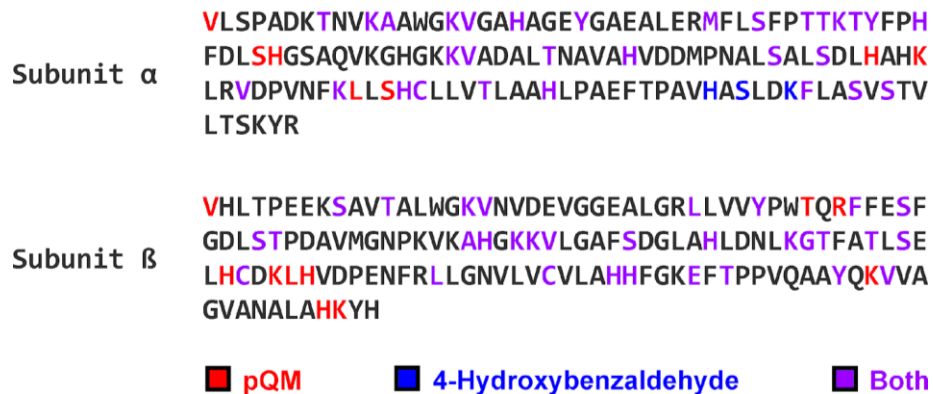 VLSPADKTNVKAAWGKVGAHAGEYGAEALERMFLSFPTTKTYFPH
FDLSHGSAQVKGHGKKVADALTNAVAHVDDMPNALSALSDLHAHK
Subunit α
LRVDPVNFKLLSHCLLVTLAAHLPAEFTPAVHASLDKFLASVSTV
LTSKYR
VHLTPEEKSAVTALWGKVNVDEVGGEALGRLLVVYPWTQRFFESF
GDLSTPDAVMGNPKVKAHGKKVLGAFSDGLAHLDNLKGTFATLSE
Subunit ß
LHCDKLHVDPENFRLLGNVLVCVLAHHFGKEFTPPVQAAYQKVVA
GVANALAHKYH
pQM 4-Hydroxybenzaldehyde Both